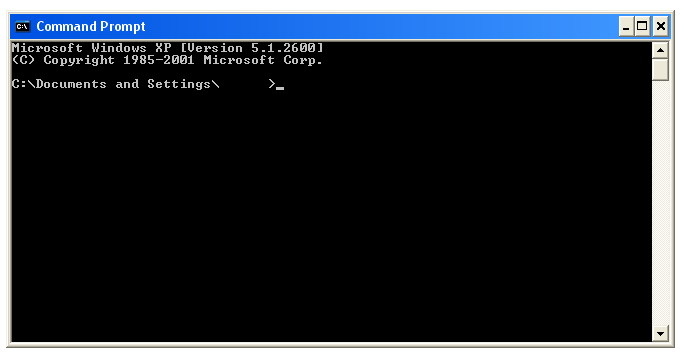 Command Prompt
Microsoft Windows XP [Version 5.1.2600]
(C) Copyright 1985-2001 Microsoft Corp.
C:\Documents and Settings\      >_